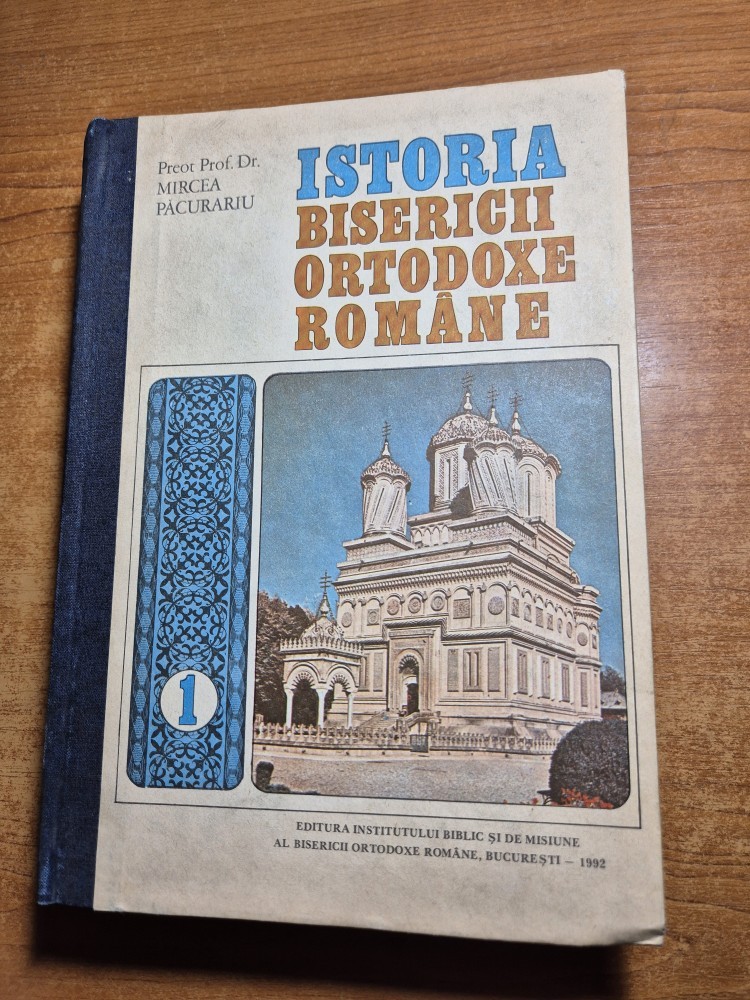 Preot Prof. Dr.
MIRCEA
PĂCURARIU
ISTORIA
BISERICII
ORTODOXE
ROMÂNE
1
EDITURA INSTITUTULUI BIBLIC ȘI DE MISIUNE
AL BISERICII ORTODOXE ROMÂNE, BUCUREȘTI — 1992